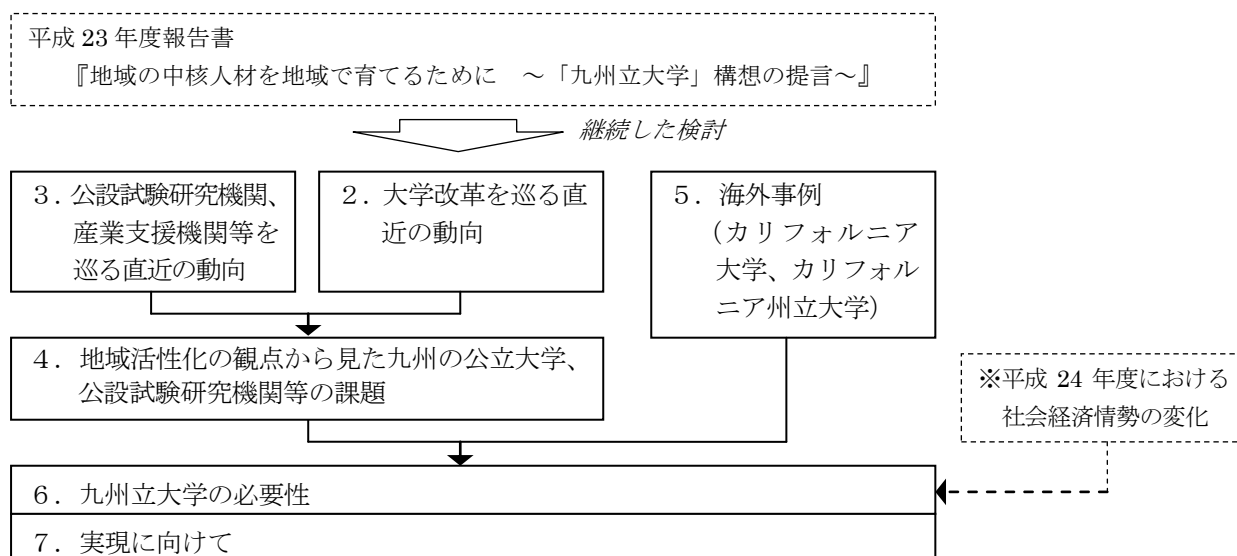 平成 23 年度報告書
『地域の中核人材を地域で育てるために　～「九州立大学」構想の提言～』
継続した検討
３．公設試験研究機関、
産業支援機関等を
巡る直近の動向
２．大学改革を巡る直
近の動向
５．海外事例
（カリフォルニア
大学、カリフォル
ニア州立大学）
４．地域活性化の観点から見た九州の公立大学、
公設試験研究機関等の課題
※平成 24 年度における
社会経済情勢の変化
６．九州立大学の必要性
７．実現に向けて